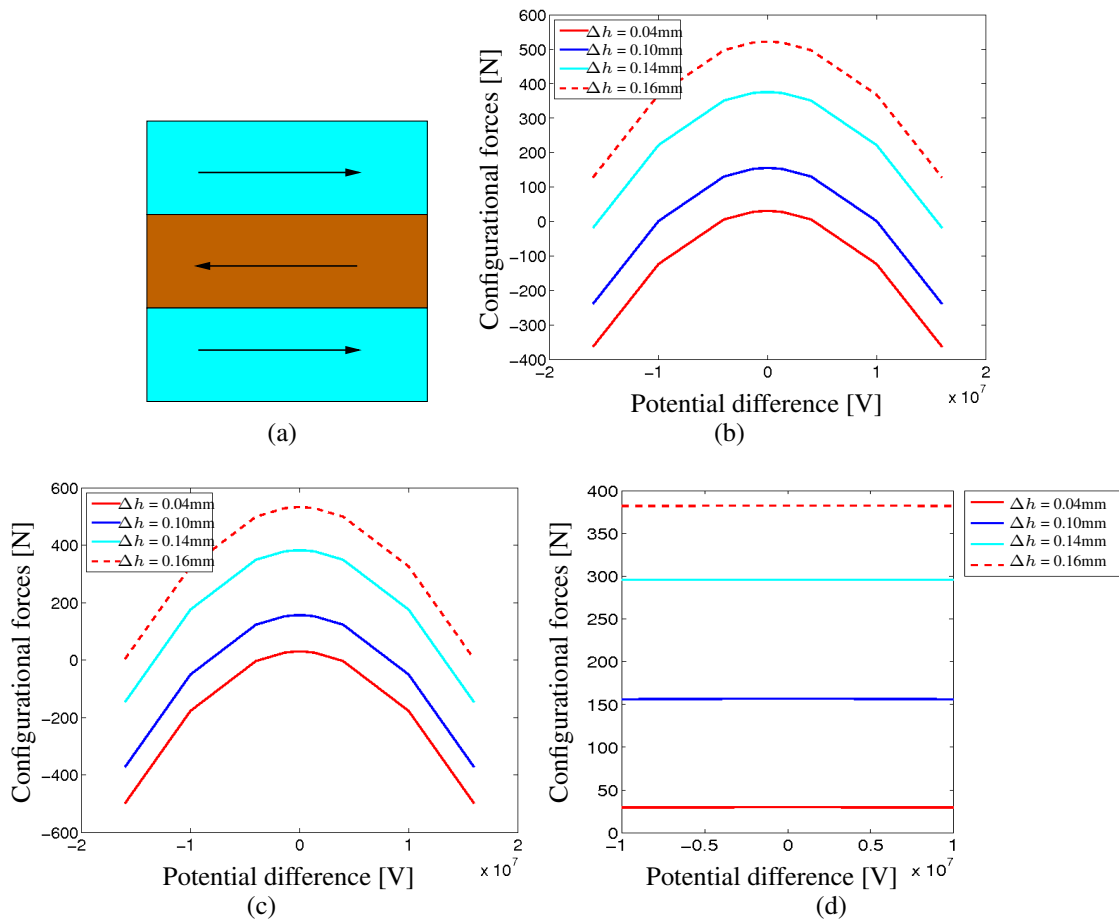 (a)
Configurational forces [N]
600
500
400
300
200
100
0
−100
−200
−300
−400
Δh = 0.04mm
Δh = 0.10mm
Δh = 0.14mm
Δh = 0.16mm
−2
−1
0
1
2
x 10^7
Potential difference [V]
(b)
Configurational forces [N]
600
400
200
0
−200
−400
−600
Δh = 0.04mm
Δh = 0.10mm
Δh = 0.14mm
Δh = 0.16mm
−2
−1
0
1
2
x 10^7
Potential difference [V]
(c)
Configurational forces [N]
400
350
300
250
200
150
100
50
0
Δh = 0.04mm
Δh = 0.10mm
Δh = 0.14mm
Δh = 0.16mm
−1
−0.5
0
0.5
1
x 10^7
Potential difference [V]
(d)